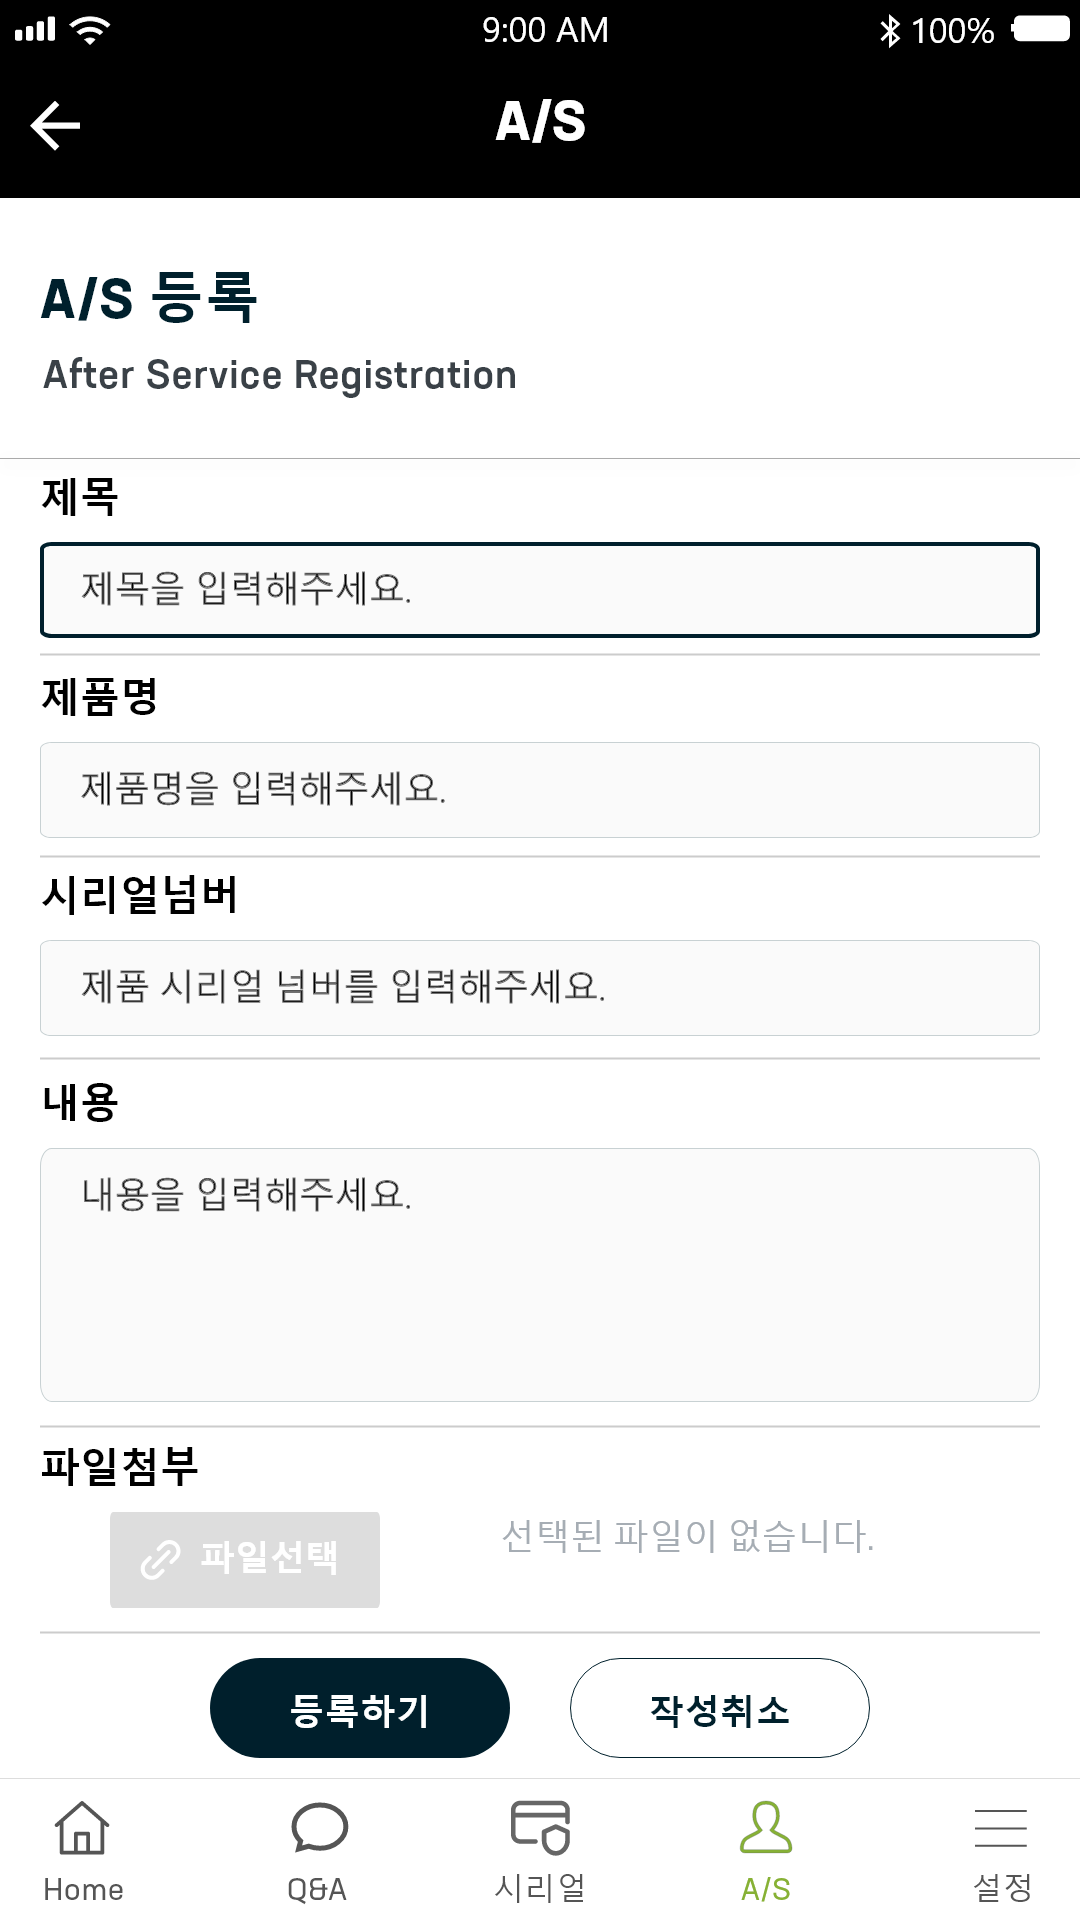 9:00 AM
100%
A/S
A/S 등록
After Service Registration
제목
제목을 입력해주세요.
제품명
제품명을 입력해주세요.
시리얼넘버
제품 시리얼 넘버를 입력해주세요.
내용
내용을 입력해주세요.
파일첨부
파일선택
선택된 파일이 없습니다.
등록하기
작성취소
Home
Q&A
시리얼
A/S
설정